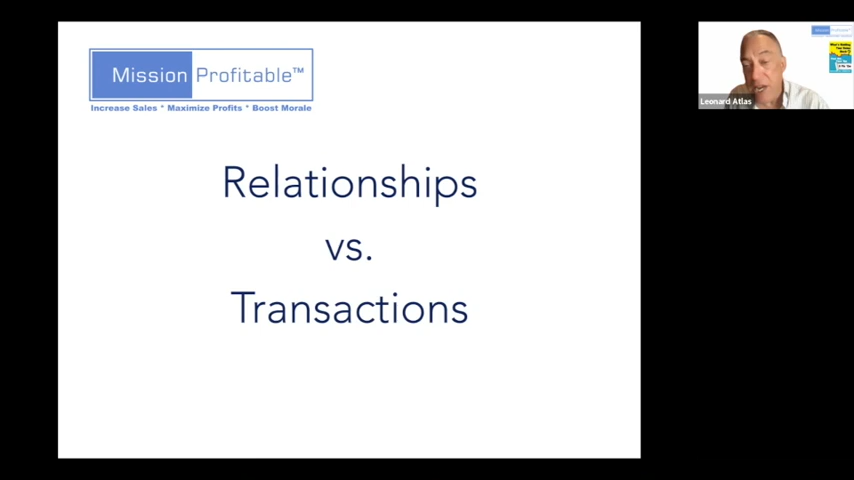 Mission Profitable™
Increase Sales * Maximize Profits * Boost Morale
Relationships
vs.
Transactions
Leonard Atlas